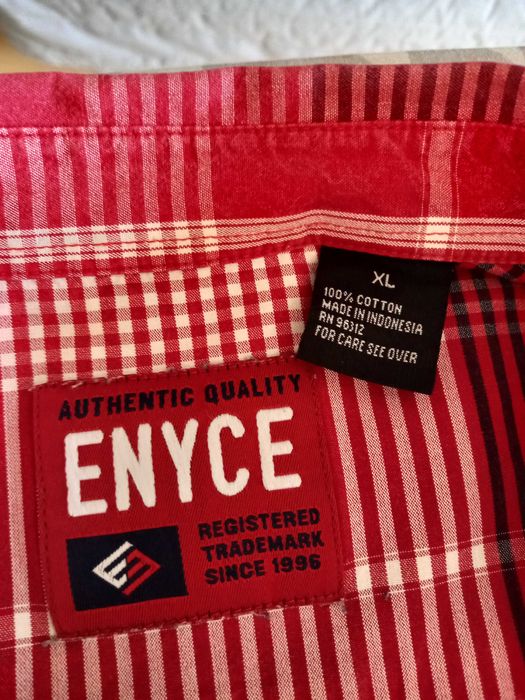 XL
100% COTTON
MADE IN INDONESIA
RN 96312
FOR CARE SEE OVER
AUTHENTIC QUALITY
ENYCE
REGISTERED
TRADEMARK
SINCE 1996